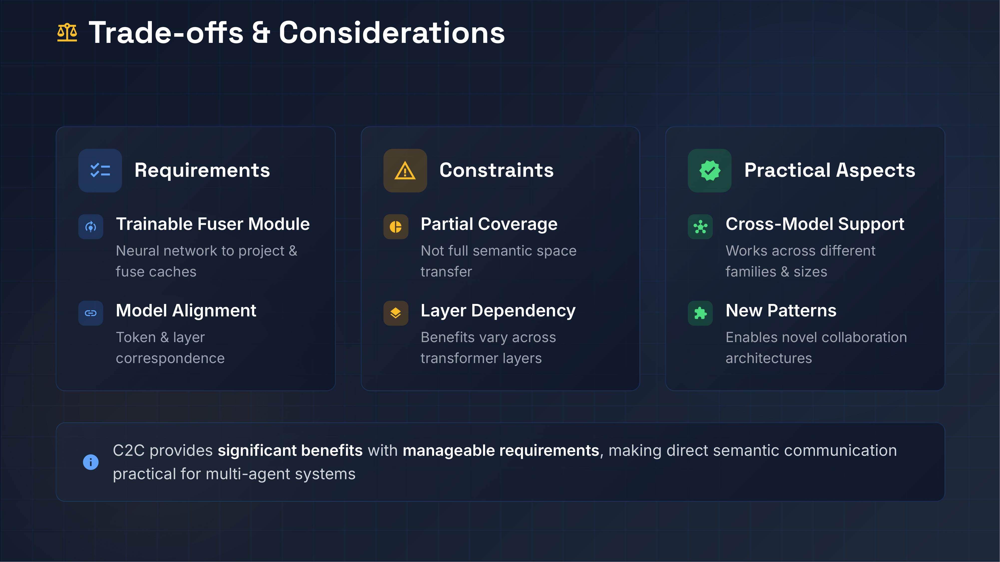 Trade-offs & Considerations
Requirements
Trainable Fuser Module
Neural network to project &
fuse caches
Model Alignment
Token & layer
correspondence
Constraints
Partial Coverage
Not full semantic space
transfer
Layer Dependency
Benefits vary across
transformer layers
Practical Aspects
Cross-Model Support
Works across different
families & sizes
New Patterns
Enables novel collaboration
architectures
C2C provides significant benefits with manageable requirements, making direct semantic communication
practical for multi-agent systems